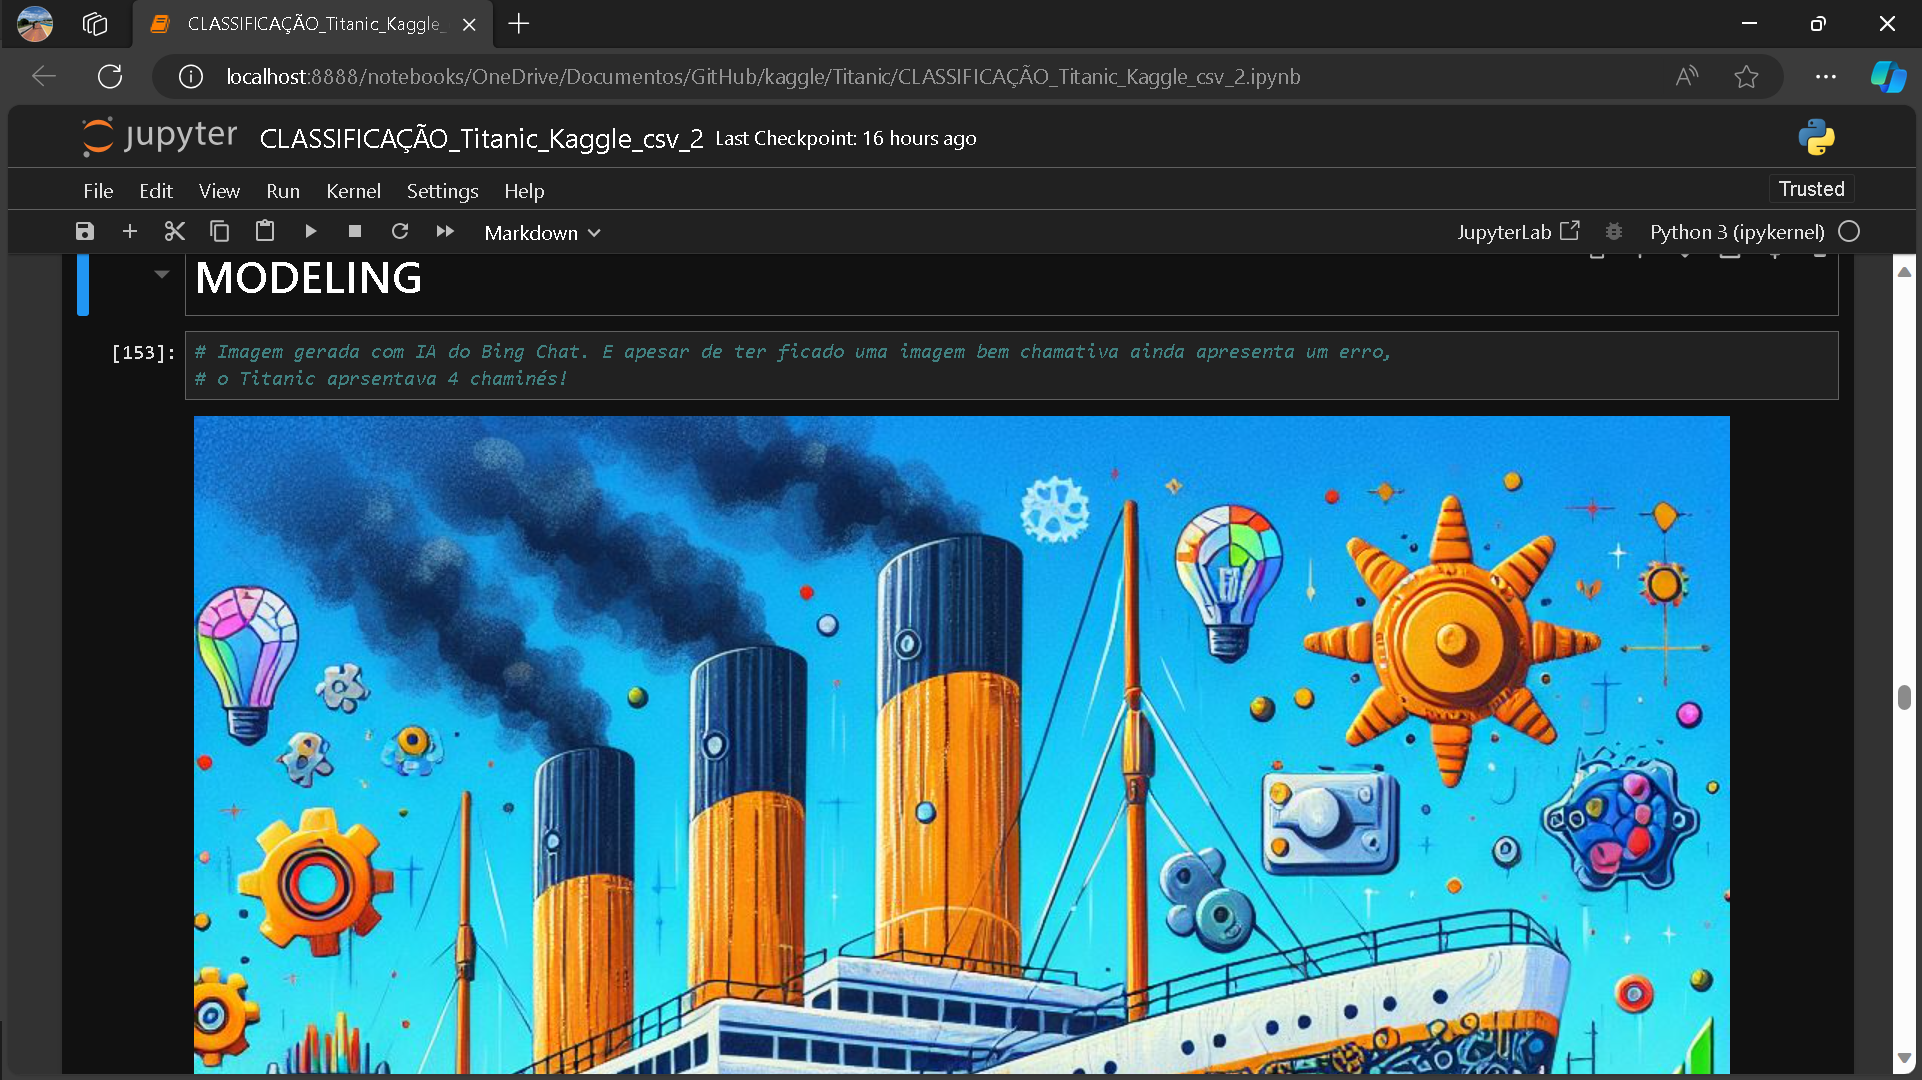 CLASSIFICAÇÃO_Titanic_Kaggle_
localhost:8888/notebooks/OneDrive/Documentos/GitHub/kaggle/Titanic/CLASSIFICAÇÃO_Titanic_Kaggle_csv_2.ipynb
jupyter CLASSIFICAÇÃO_Titanic_Kaggle_csv_2 Last Checkpoint: 16 hours ago
File Edit View Run Kernel Settings Help Trusted
Markdown JupyterLab Python 3 (ipykernel)
MODELING
[153]: # Imagem gerada com IA do Bing Chat. E apesar de ter ficado uma imagem bem chamativa ainda apresenta um erro,
# o Titanic aprsentava 4 chaminés!